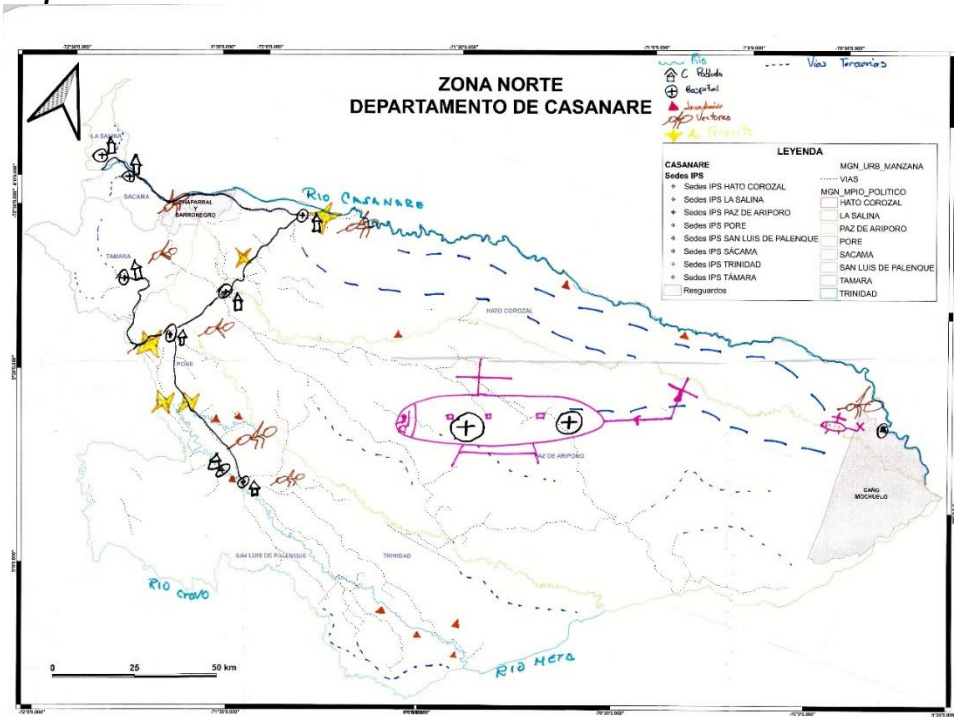 ZONA NORTE
DEPARTAMENTO DE CASANARE
Río
C Poblado
Hospital
Inundación
Vectores
A. Transito
Vias Terciarias
LEYENDA
CASANARE
Sedes IPS
Sedes IPS HATO COROZAL
Sedes IPS LA SALINA
Sedes IPS PAZ DE ARIPORO
Sedes IPS PORE
Sedes IPS SAN LUIS DE PALENQUE
Sedes IPS SÁCAMA
Sedes IPS TRINIDAD
Sedes IPS TÁMARA
Resguardos
MGN_URB_MANZANA
VIAS
MGN_MPIO_POLITICO
HATO COROZAL
LA SALINA
PAZ DE ARIPORO
PORE
SACAMA
SAN LUIS DE PALENQUE
TAMARA
TRINIDAD
LA SALINA
SACAMA
CHAPARRAL
Y
BARRONEGRO
RIO CASANARE
TAMARA
HATO COROZAL
PORE
PAZ DE ARIPORO
CAÑO
MOCHUELO
SAN LUIS DE PALENQUE
TRINIDAD
RIO CRAVO
RIO META
0 25 50 km